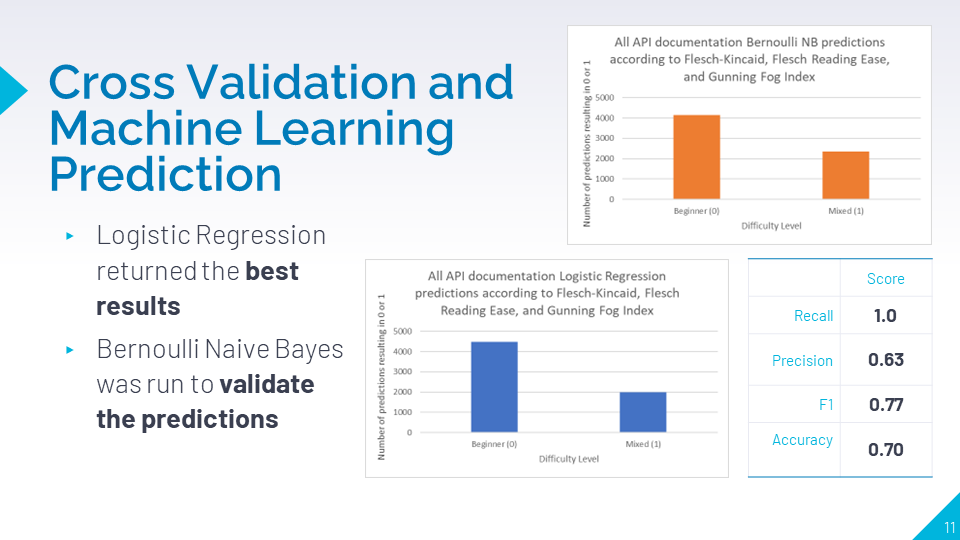 Cross Validation and
Machine Learning
Prediction
▸ Logistic Regression
returned the best
results
▸ Bernoulli Naive Bayes
was run to validate
the predictions
All API documentation Bernoulli NB predictions
according to Flesch-Kincaid, Flesch Reading Ease,
and Gunning Fog Index
Number of predictions resulting in 0 or 1
5000
4000
3000
2000
1000
0
Beginner (0) Mixed (1)
Difficulty Level
All API documentation Logistic Regression
predictions according to Flesch-Kincaid, Flesch
Reading Ease, and Gunning Fog Index
Number of predictions resulting in 0 or 1
5000
4000
3000
2000
1000
0
Beginner (0) Mixed (1)
Difficulty Level
Score
Recall 1.0
Precision 0.63
F1 0.77
Accuracy 0.70
11